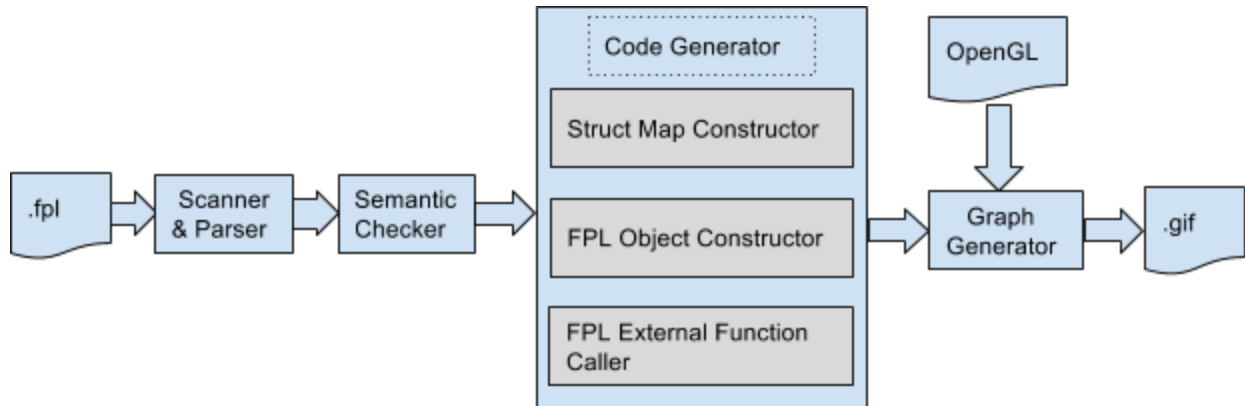 Code Generator
OpenGL
Struct Map Constructor
.fpl
Scanner
& Parser
Semantic
Checker
FPL Object Constructor
Graph
Generator
.gif
FPL External Function
Caller